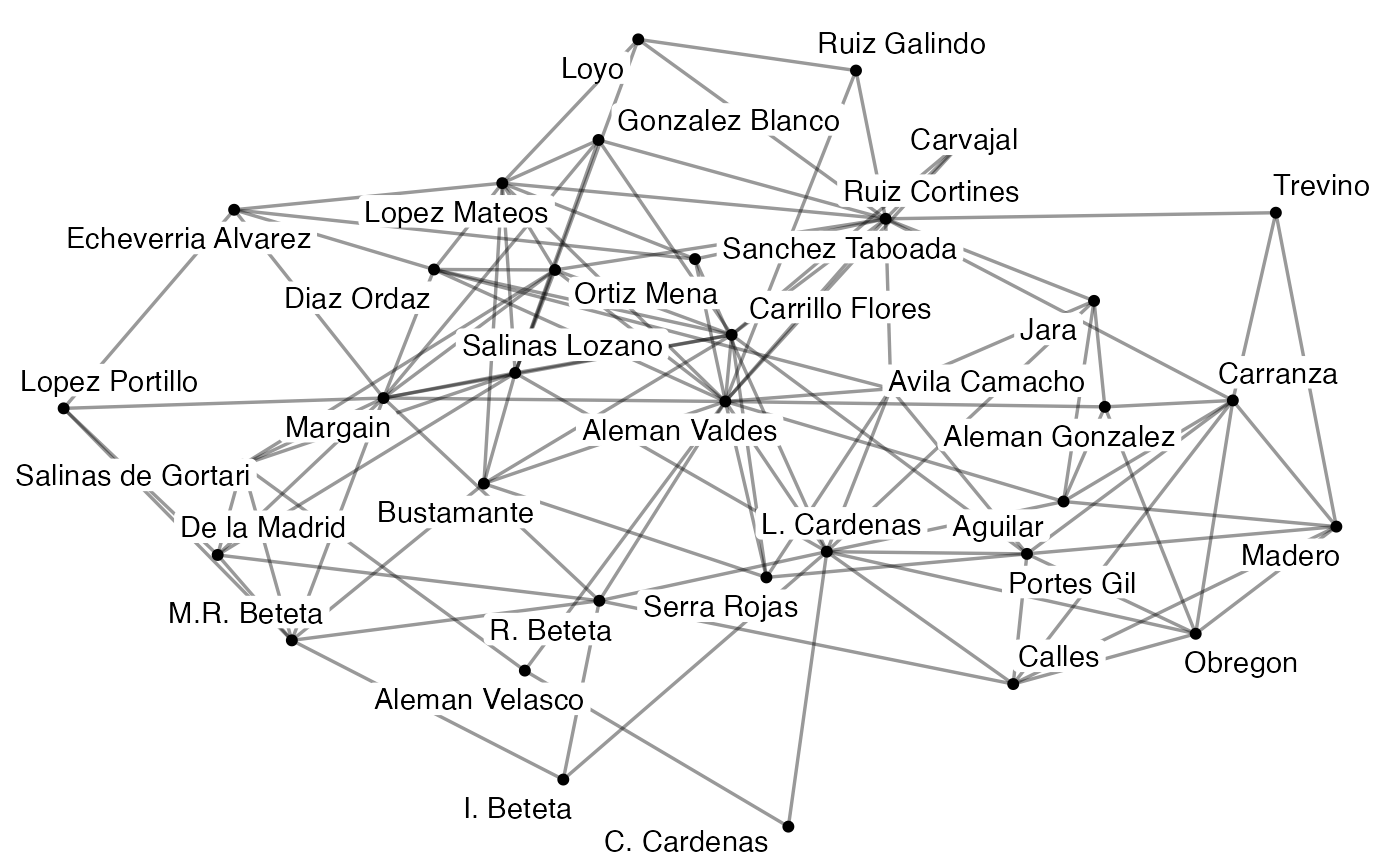 Ruiz Galindo
Loyo
Gonzalez Blanco
Carvajal
Ruiz Cortines
Trevino
Lopez Mateos
Echeverria Alvarez
Sanchez Taboada
Diaz Ordaz
Ortiz Mena
Carrillo Flores
Jara
Salinas Lozano
Carranza
Lopez Portillo
Avila Camacho
Margain
Aleman Valdes
Aleman Gonzalez
Salinas de Gortari
Bustamante
De la Madrid
L. Cardenas
Aguilar
Madero
Portes Gil
M.R. Beteta
Serra Rojas
R. Beteta
Calles
Obregon
Aleman Velasco
I. Beteta
C. Cardenas